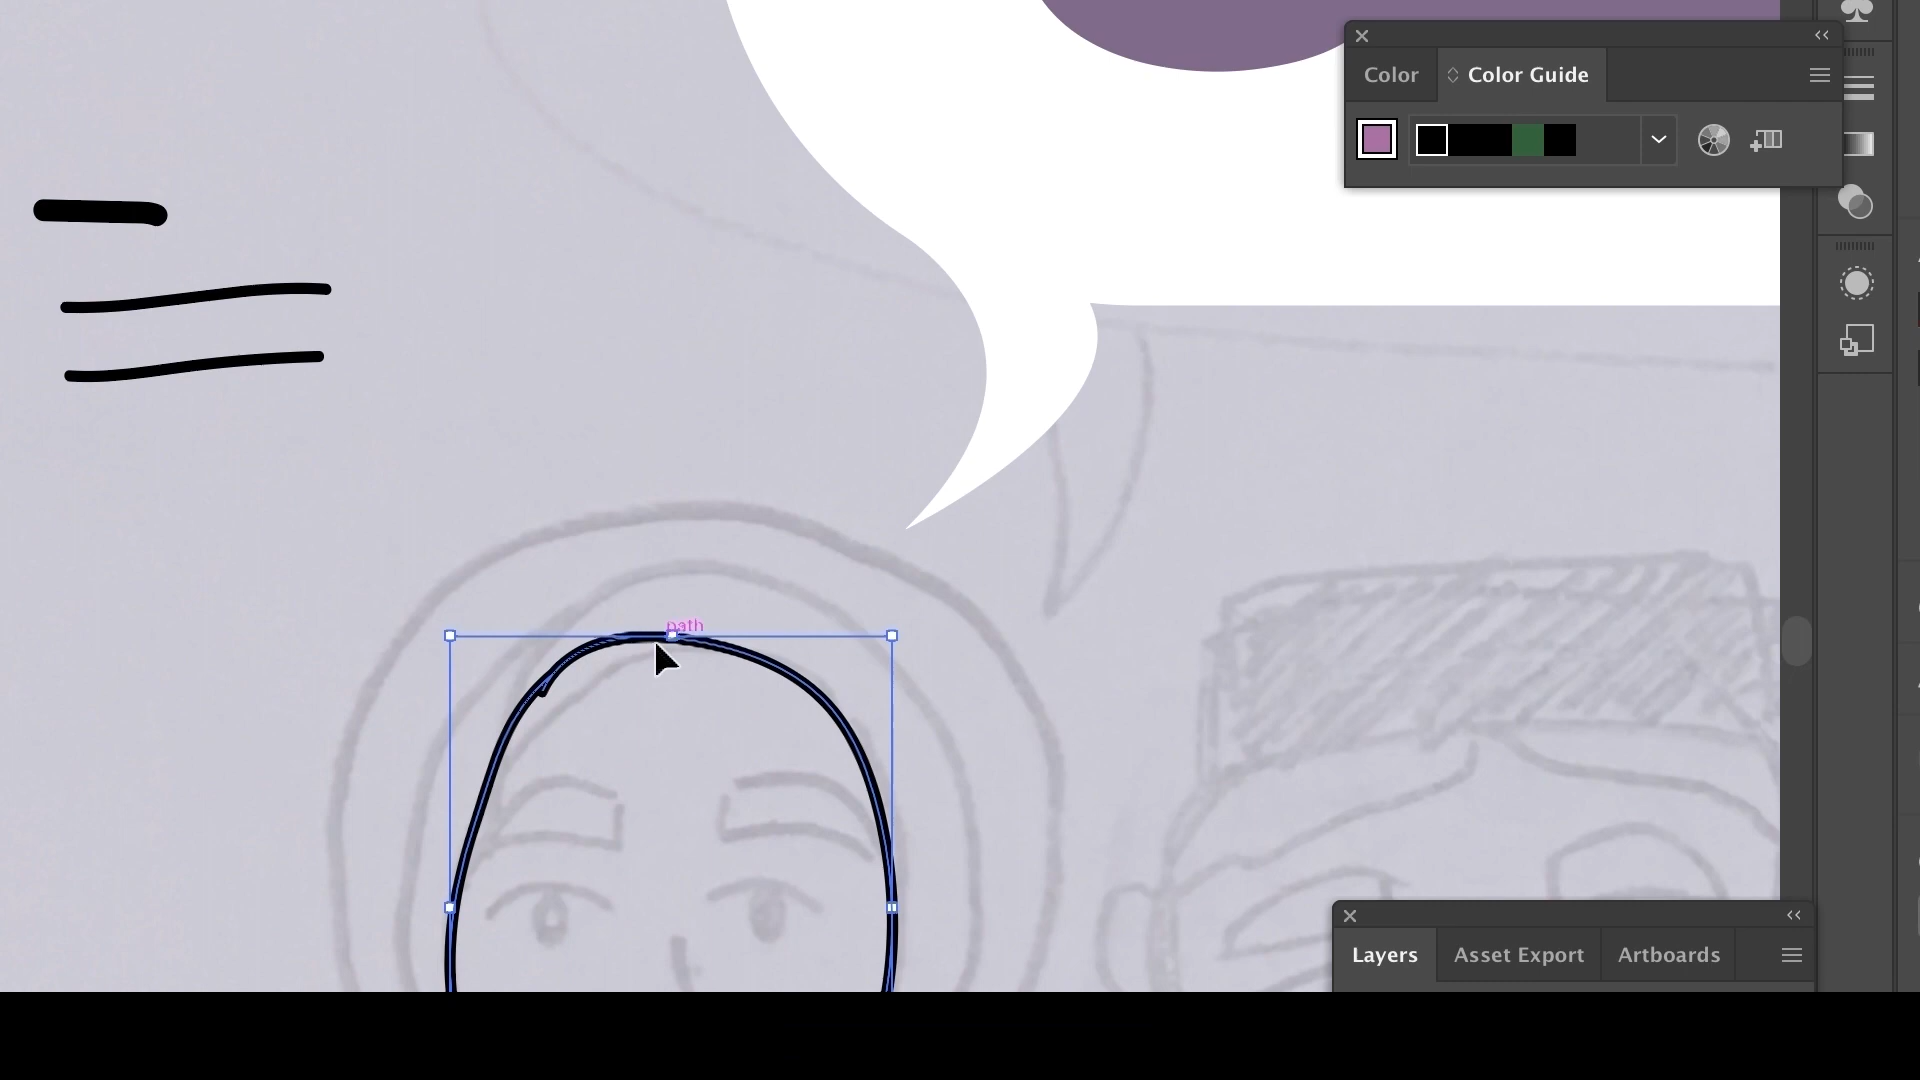 Color
Color Guide
path
Layers
Asset Export
Artboards